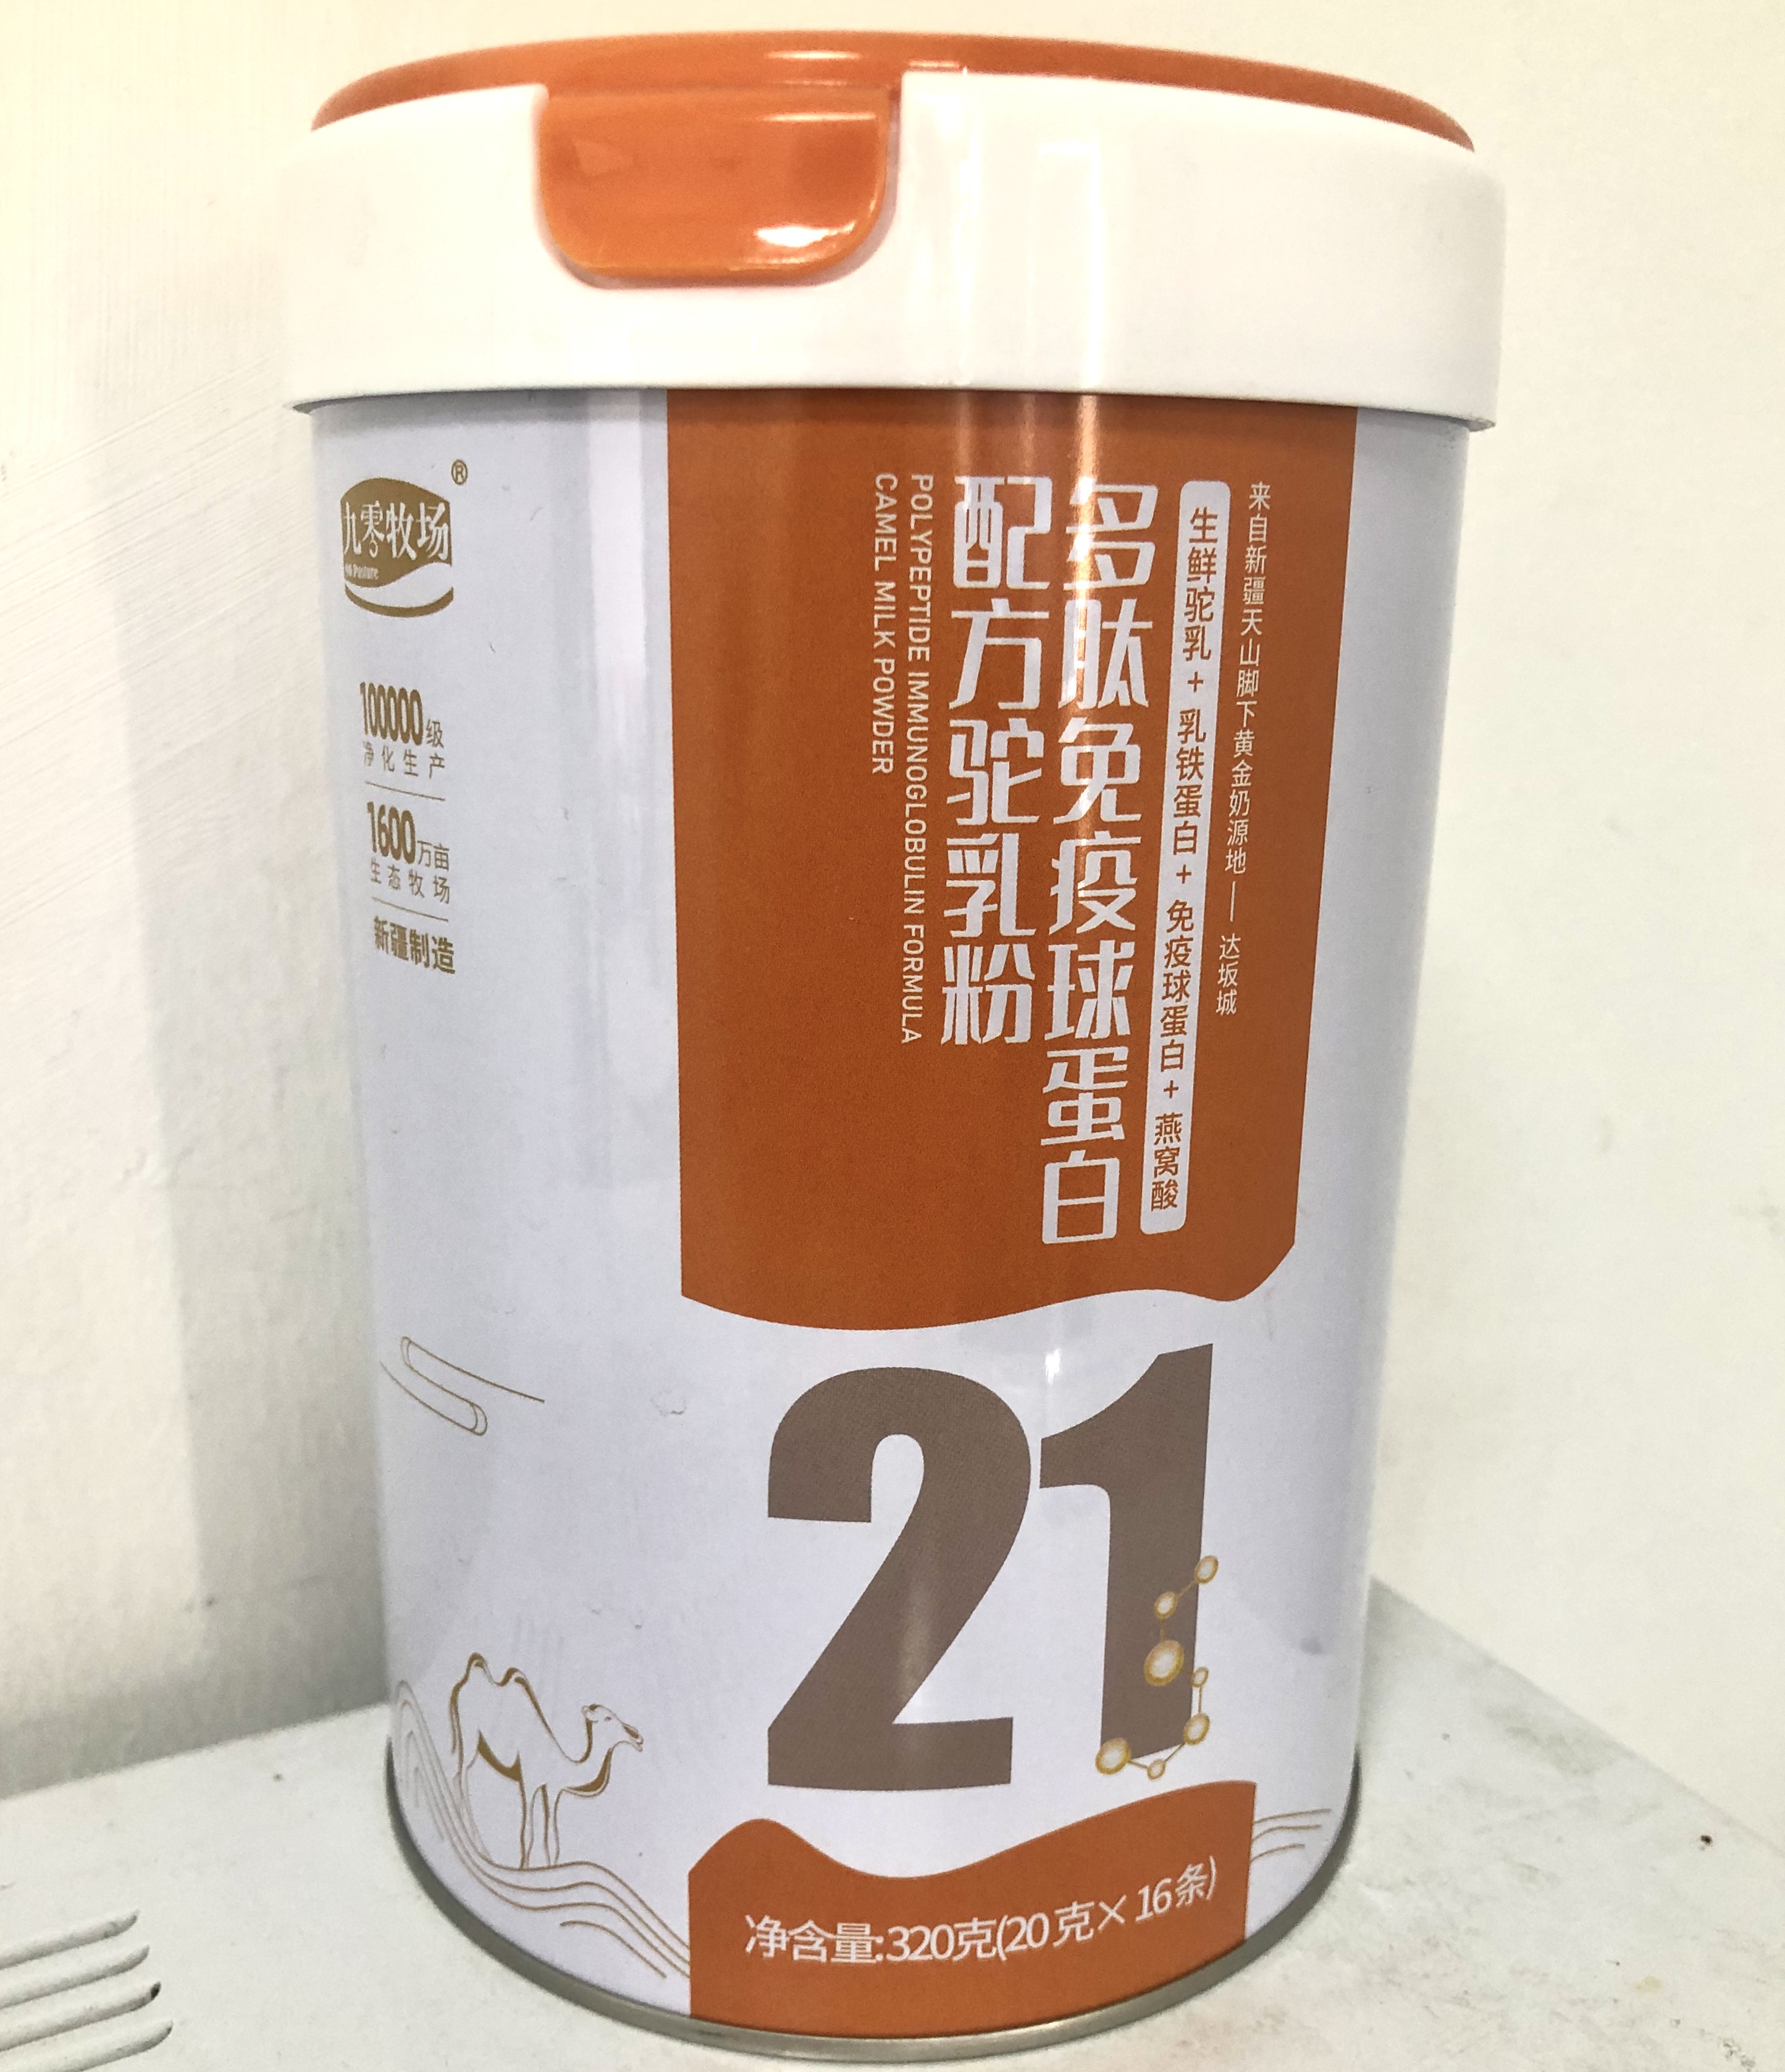 九零牧场
®
100000级
净化生产
1600万亩
生态牧场
新疆制造
来自新疆天山脚下黄金奶源地——达坂城
生鲜驼乳+乳铁蛋白+免疫球蛋白+燕窝酸
多肽免疫球蛋白
配方驼乳粉
POLYPEPTIDE IMMUNOGLOBULIN FORMULA
CAMEL MILK POWDER
21
净含量:320克(20克×16条)